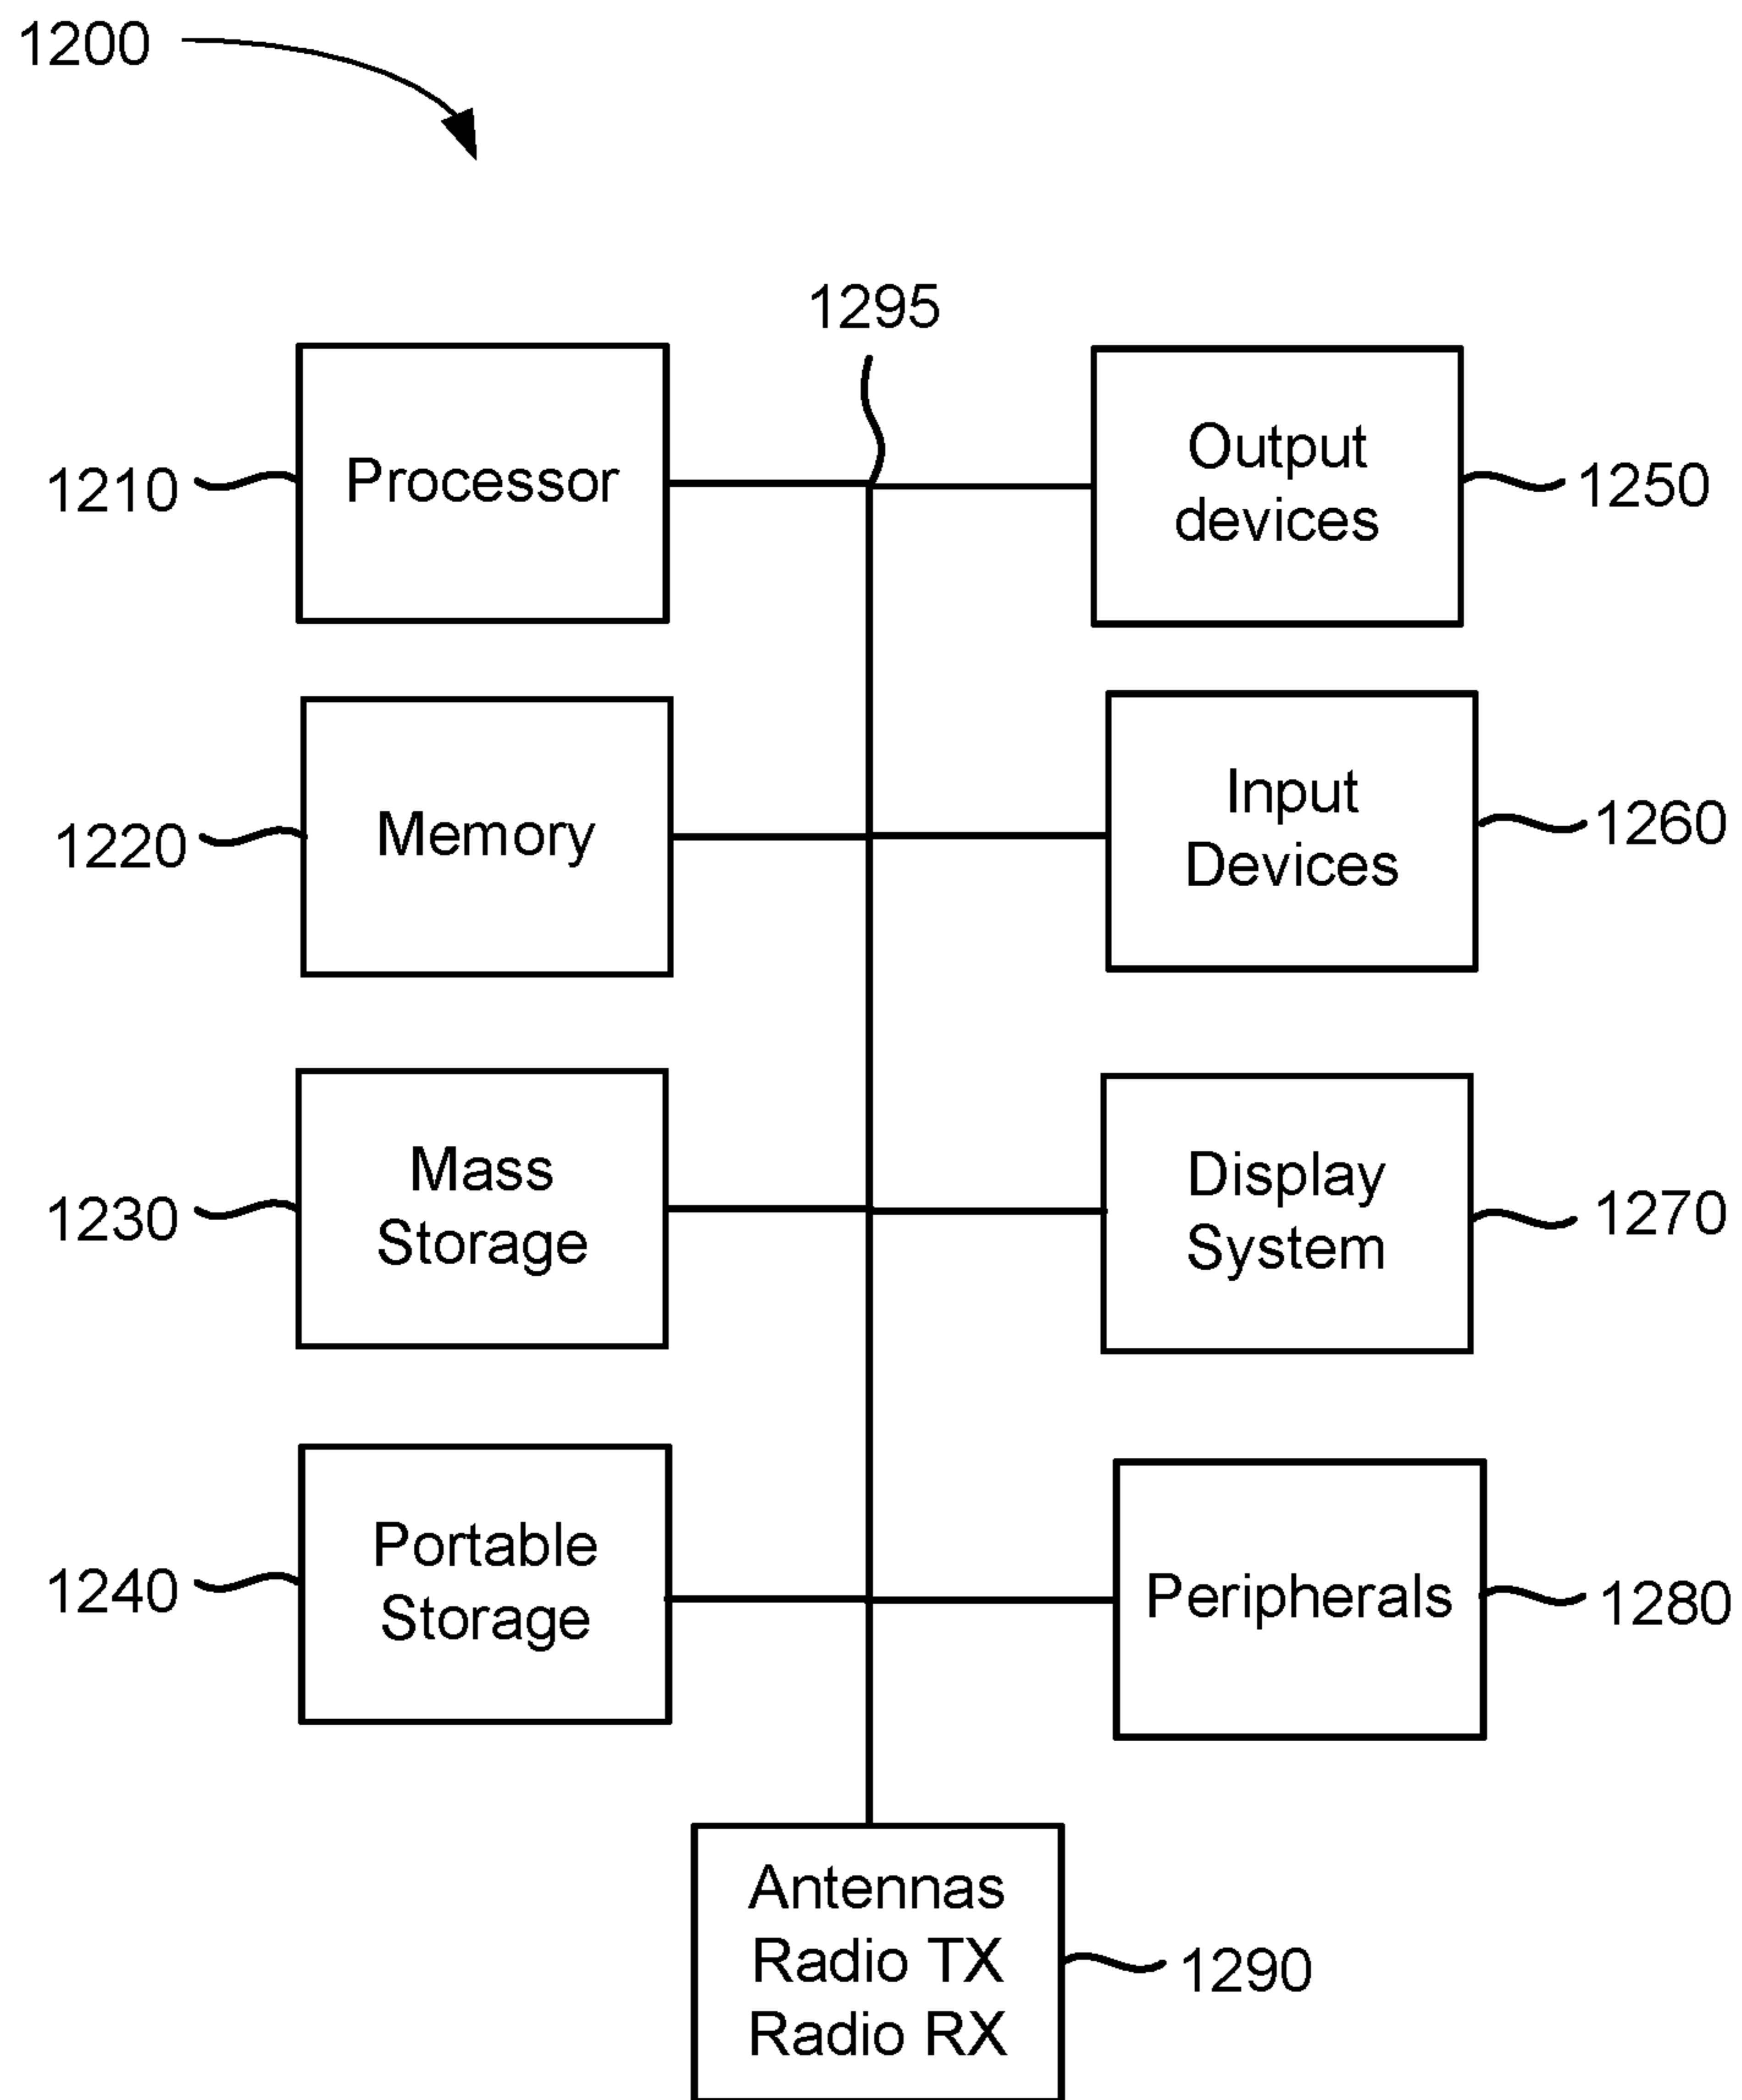 1200
1295
1210
Processor
Output
devices
1250
1220
Memory
Input
Devices
1260
1230
Mass
Storage
Display
System
1270
1240
Portable
Storage
Peripherals
1280
Antennas
Radio TX
Radio RX
1290